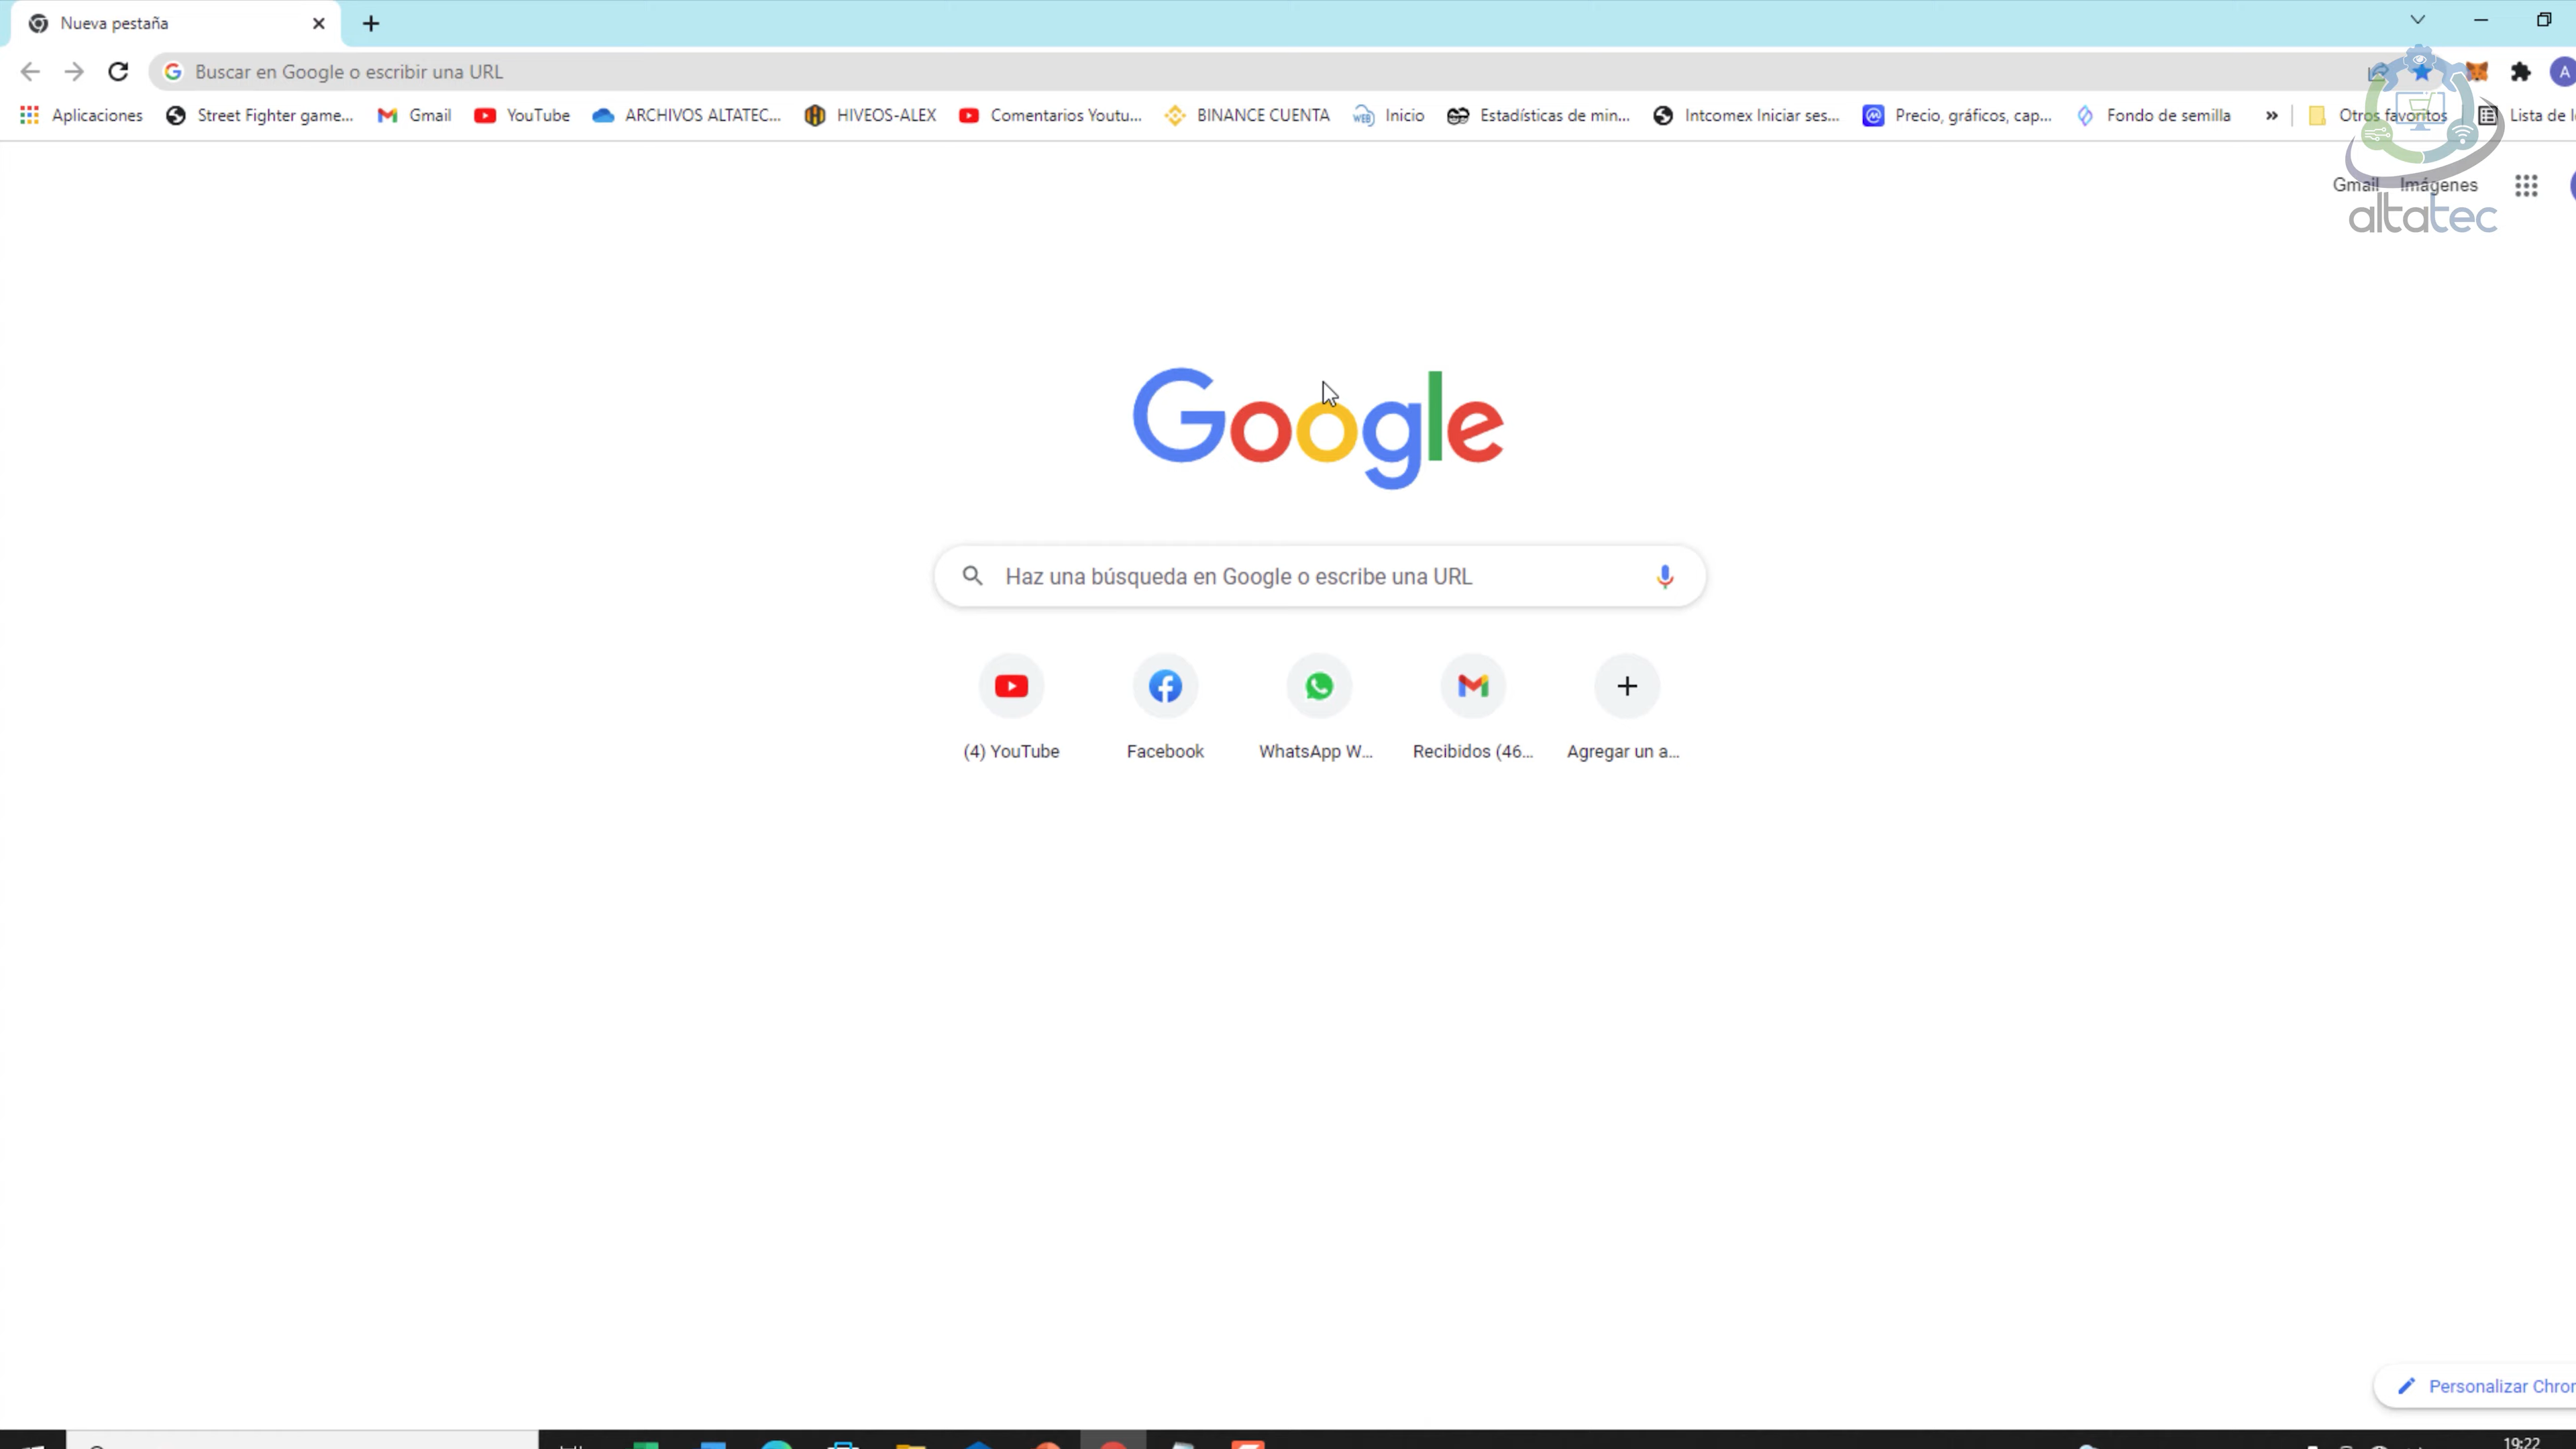 Nueva pestaña
Buscar en Google o escribir una URL
Aplicaciones Street Fighter game... Gmail YouTube ARCHIVOS ALTATEC... HIVEOS-ALEX Comentarios Youtu... BINANCE CUENTA Inicio Estadísticas de min... Intcomex Iniciar ses... Precio, gráficos, cap... Fondo de semilla » Otros favoritos Lista de
Gmail Imágenes
altatec
Google
Haz una búsqueda en Google o escribe una URL
(4) YouTube Facebook WhatsApp W... Recibidos (46... Agregar un a...
Personalizar Chro
19:22